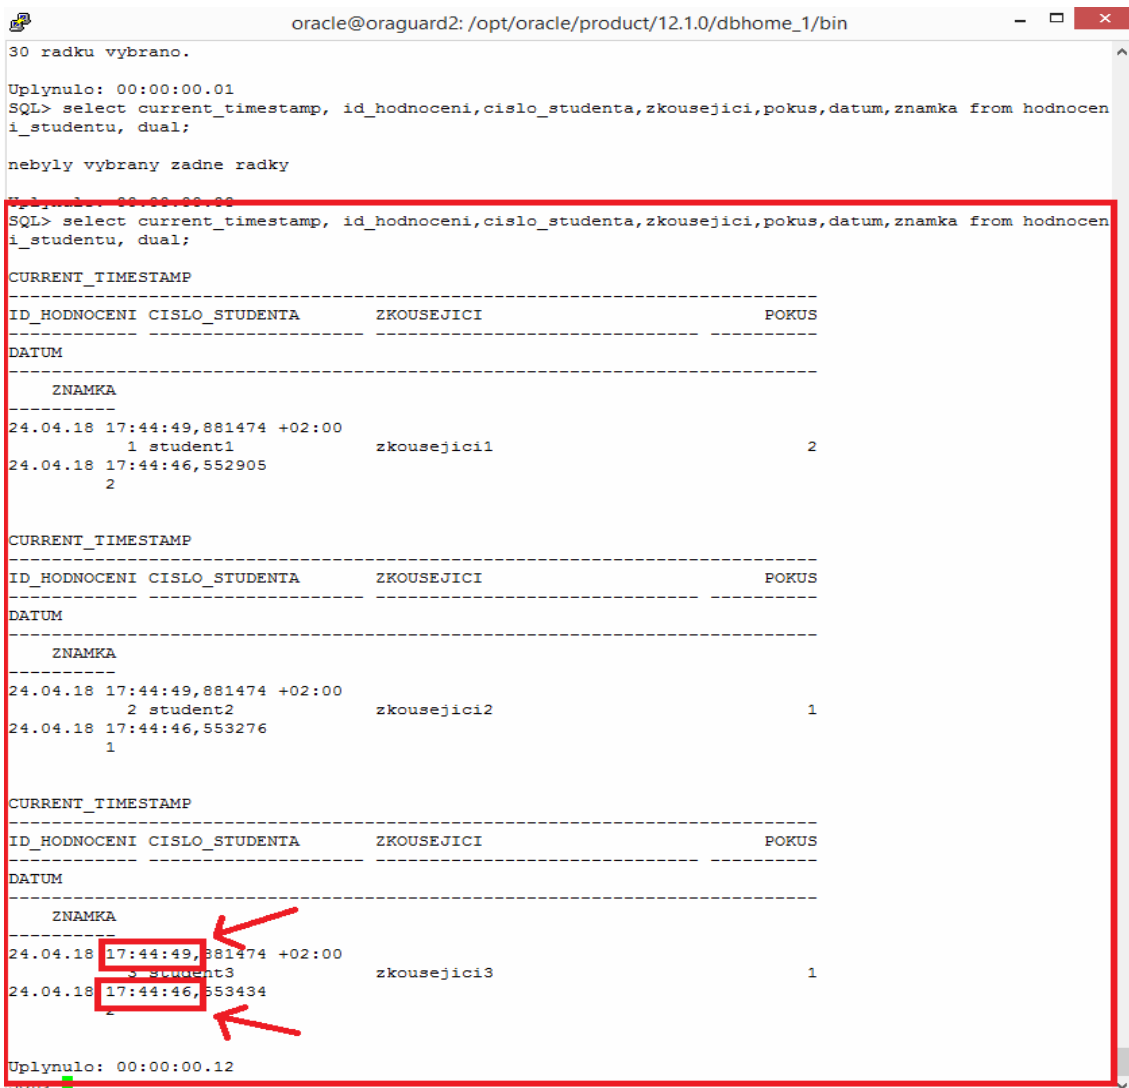 oracle@oraguard2: /opt/oracle/product/12.1.0/dbhome_1/bin
30 radku vybrano.
Uplynulo: 00:00:00.01
SQL> select current_timestamp, id_hodnoceni,cislo_studenta,zkousejici,pokus,datum,znamka from hodnocen
i_studentu, dual;
nebyly vybrany zadne radky
Uplynulo: 00:00:00.00
SQL> select current_timestamp, id_hodnoceni,cislo_studenta,zkousejici,pokus,datum,znamka from hodnocen
i_studentu, dual;
CURRENT_TIMESTAMP
--------------------------------------------------------------------------- 
ID_HODNOCENI CISLO_STUDENTA       ZKOUSEJICI                          POKUS
------------ -------------------- ------------------------------ ----------
DATUM
---------------------------------------------------------------------------
    ZNAMKA
----------
24.04.18 17:44:49,881474 +02:00
           1 student1             zkousejici1                             2
24.04.18 17:44:46,552905
         2
CURRENT_TIMESTAMP
---------------------------------------------------------------------------
ID_HODNOCENI CISLO_STUDENTA       ZKOUSEJICI                          POKUS
------------ -------------------- ------------------------------ ----------
DATUM
---------------------------------------------------------------------------
    ZNAMKA
----------
24.04.18 17:44:49,881474 +02:00
           2 student2             zkousejici2                             1
24.04.18 17:44:46,553276
         1
CURRENT_TIMESTAMP
---------------------------------------------------------------------------
ID_HODNOCENI CISLO_STUDENTA       ZKOUSEJICI                          POKUS
------------ -------------------- ------------------------------ ----------
DATUM
---------------------------------------------------------------------------
    ZNAMKA
----------
24.04.18 17:44:49,881474 +02:00
           3 student3             zkousejici3                             1
24.04.18 17:44:46,553434
         2
Uplynulo: 00:00:00.12